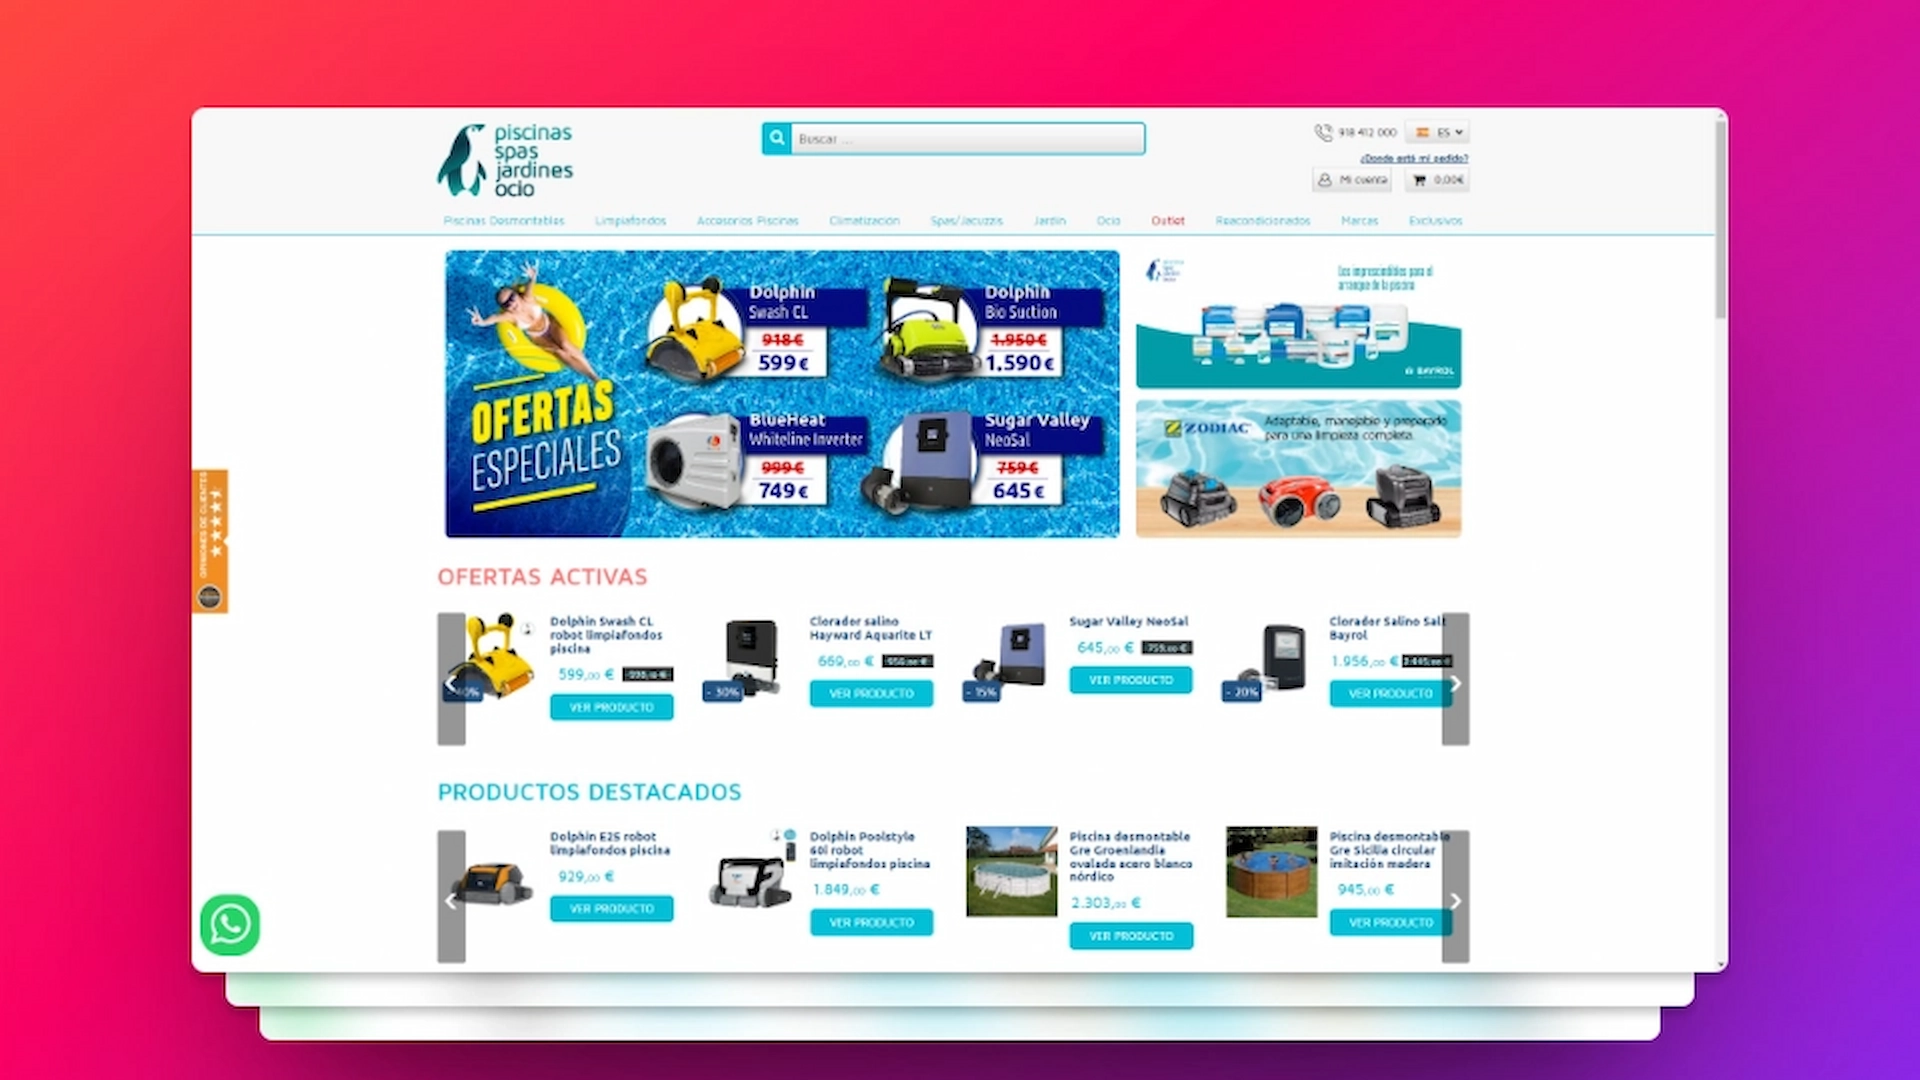 piscinas
spas
jardines
ocio
Buscar ...
918 412 000
ES
¿Donde está mi pedido?
Mi cuenta
0,00€
Piscinas Desmontables
Limpiafondos
Accesorios Piscinas
Climatización
Spas/Jacuzzis
Jardín
Ocio
Outlet
Reacondicionados
Marcas
Exclusivos
OFERTAS
ESPECIALES
Dolphin
Swash CL
918€
599€
Dolphin
Bio Suction
1.950€
1.590€
BlueHeat
Whiteline Inverter
999€
749€
Sugar Valley
NeoSal
759€
645€
Los imprescindibles para el
arranque de la piscina
BAYROL
ZODIAC
Adaptable, manejable y preparado
para una limpieza completa.
OPINIONES DE CLIENTES
OFERTAS ACTIVAS
Dolphin Swash CL
robot limpiafondos
piscina
599,00 €
VER PRODUCTO
- 30%
Clorador salino
Hayward Aquarite LT
669,00 €
VER PRODUCTO
- 15%
Sugar Valley NeoSal
645,00 €
759,00 €
VER PRODUCTO
- 20%
Clorador Salino Salt
Bayrol
1.956,00 €
VER PRODUCTO
PRODUCTOS DESTACADOS
Dolphin E25 robot
limpiafondos piscina
929,00 €
VER PRODUCTO
Dolphin Poolstyle
60i robot
limpiafondos piscina
1.849,00 €
VER PRODUCTO
Piscina desmontable
Gre Groenlandia
ovalada acero blanco
nórdico
2.303,00 €
VER PRODUCTO
Piscina desmontable
Gre Sicilia circular
imitación madera
945,00 €
VER PRODUCTO